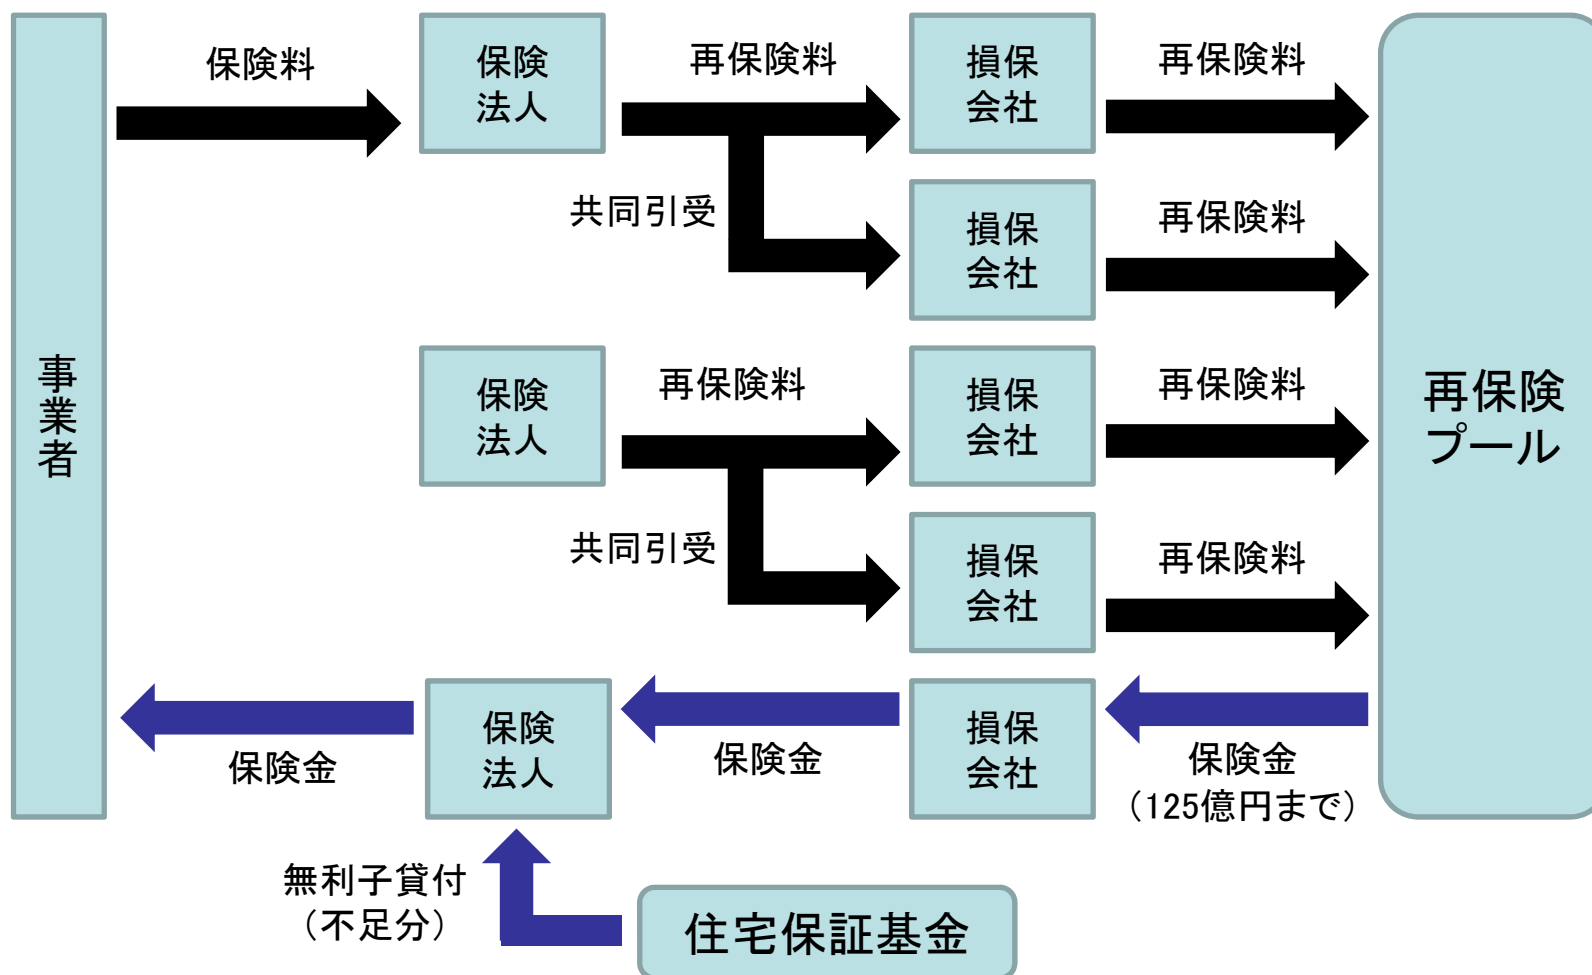 事業者
保険料
保険
法人
再保険料
共同引受
損保
会社
再保険料
損保
会社
再保険料
保険
法人
再保険料
共同引受
損保
会社
再保険料
損保
会社
再保険料
再保険
プール
保険金
保険
法人
保険金
損保
会社
保険金
（125億円まで）
無利子貸付
（不足分）
住宅保証基金